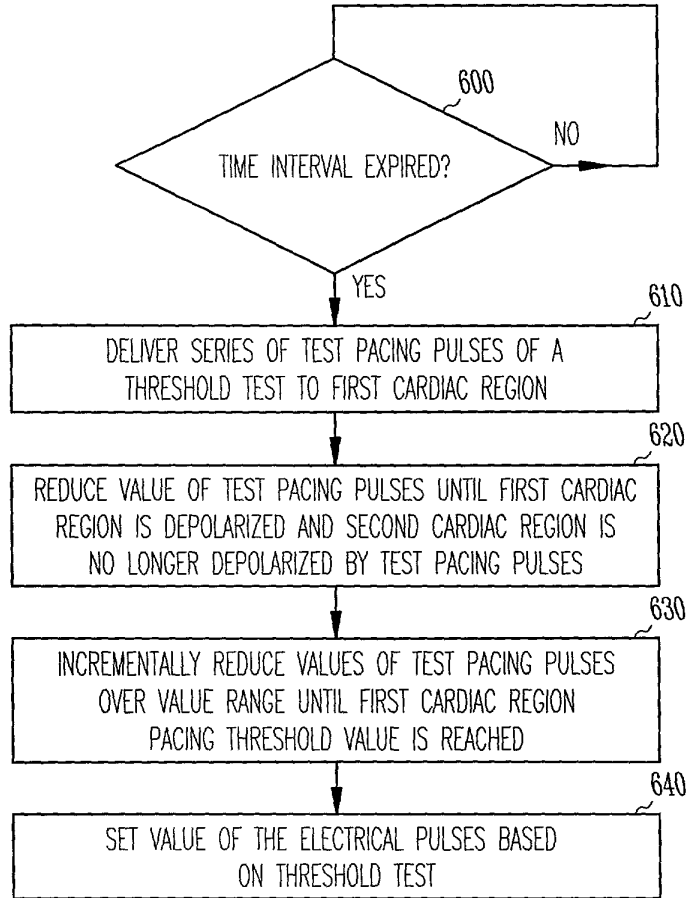 600
NO
TIME INTERVAL EXPIRED?
YES
610
DELIVER SERIES OF TEST PACING PULSES OF A
THRESHOLD TEST TO FIRST CARDIAC REGION
620
REDUCE VALUE OF TEST PACING PULSES UNTIL FIRST CARDIAC
REGION IS DEPOLARIZED AND SECOND CARDIAC REGION IS
NO LONGER DEPOLARIZED BY TEST PACING PULSES
630
INCREMENTALLY REDUCE VALUES OF TEST PACING PULSES
OVER VALUE RANGE UNTIL FIRST CARDIAC REGION
PACING THRESHOLD VALUE IS REACHED
640
SET VALUE OF THE ELECTRICAL PULSES BASED
ON THRESHOLD TEST